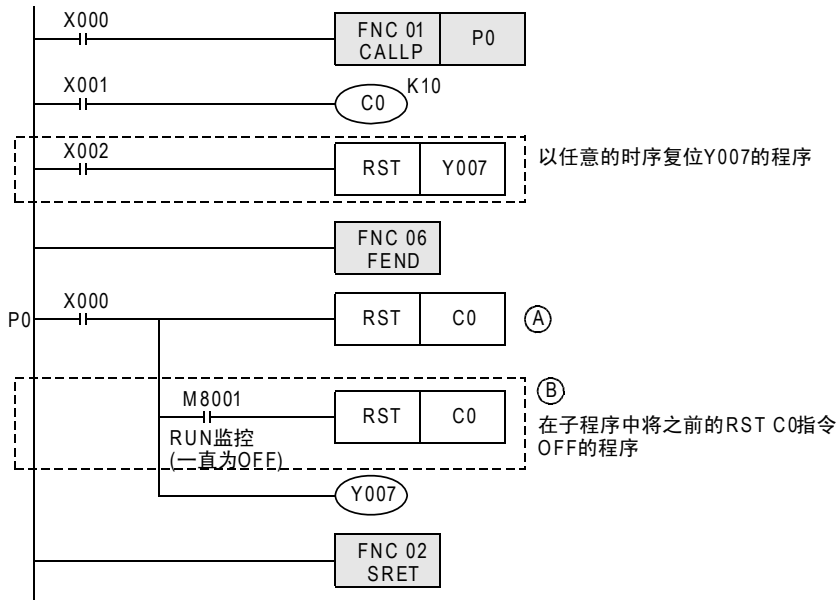 X000
FNC 01
CALLP
P0
X001
C0
K10
X002
RST
Y007
以任意的时序复位Y007的程序
FNC 06
FEND
P0
X000
RST
C0
A
M8001
RUN监控
(一直为OFF)
RST
C0
B
在子程序中将之前的RST C0指令
OFF的程序
Y007
FNC 02
SRET